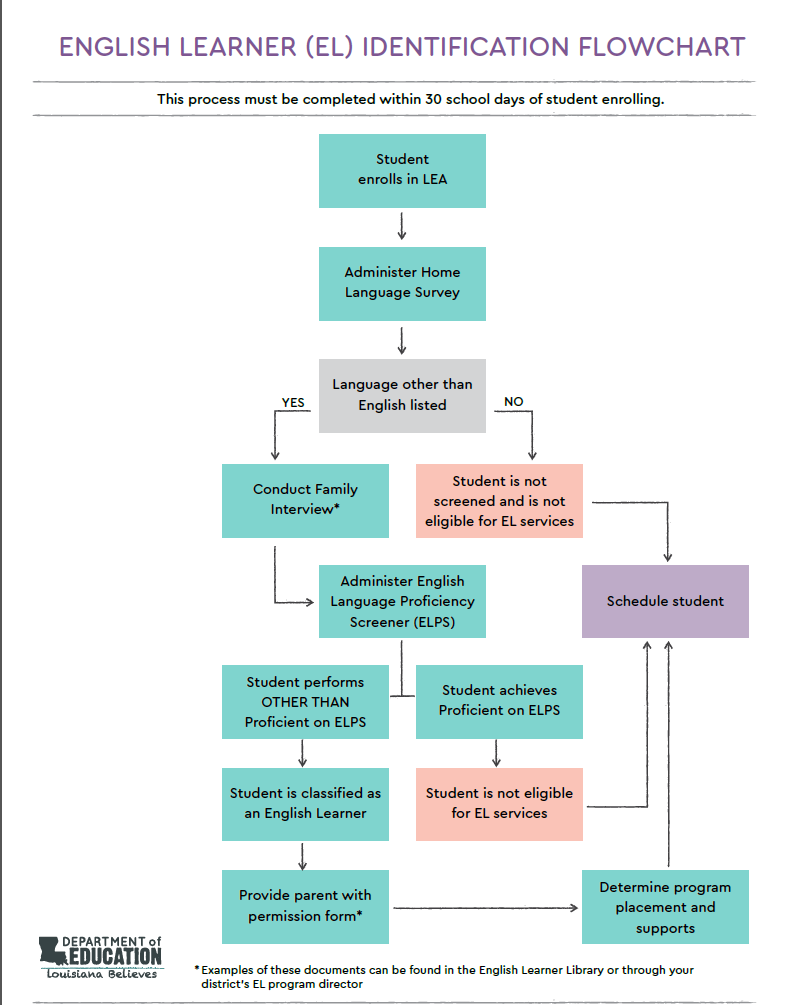 ENGLISH LEARNER (EL) IDENTIFICATION FLOWCHART
This process must be completed within 30 school days of student enrolling.
Student
enrolls in LEA
Administer Home
Language Survey
Language other than
English listed
YES
NO
Conduct Family
Interview*
Student is not
screened and is not
eligible for EL services
Administer English
Language Proficiency
Screener (ELPS)
Schedule student
Student performs
OTHER THAN
Proficient on ELPS
Student achieves
Proficient on ELPS
Student is classified as
an English Learner
Student is not eligible
for EL services
Provide parent with
permission form*
Determine program
placement and
supports
DEPARTMENT of
EDUCATION
Louisiana Believes
* Examples of these documents can be found in the English Learner Library or through your
district's EL program director